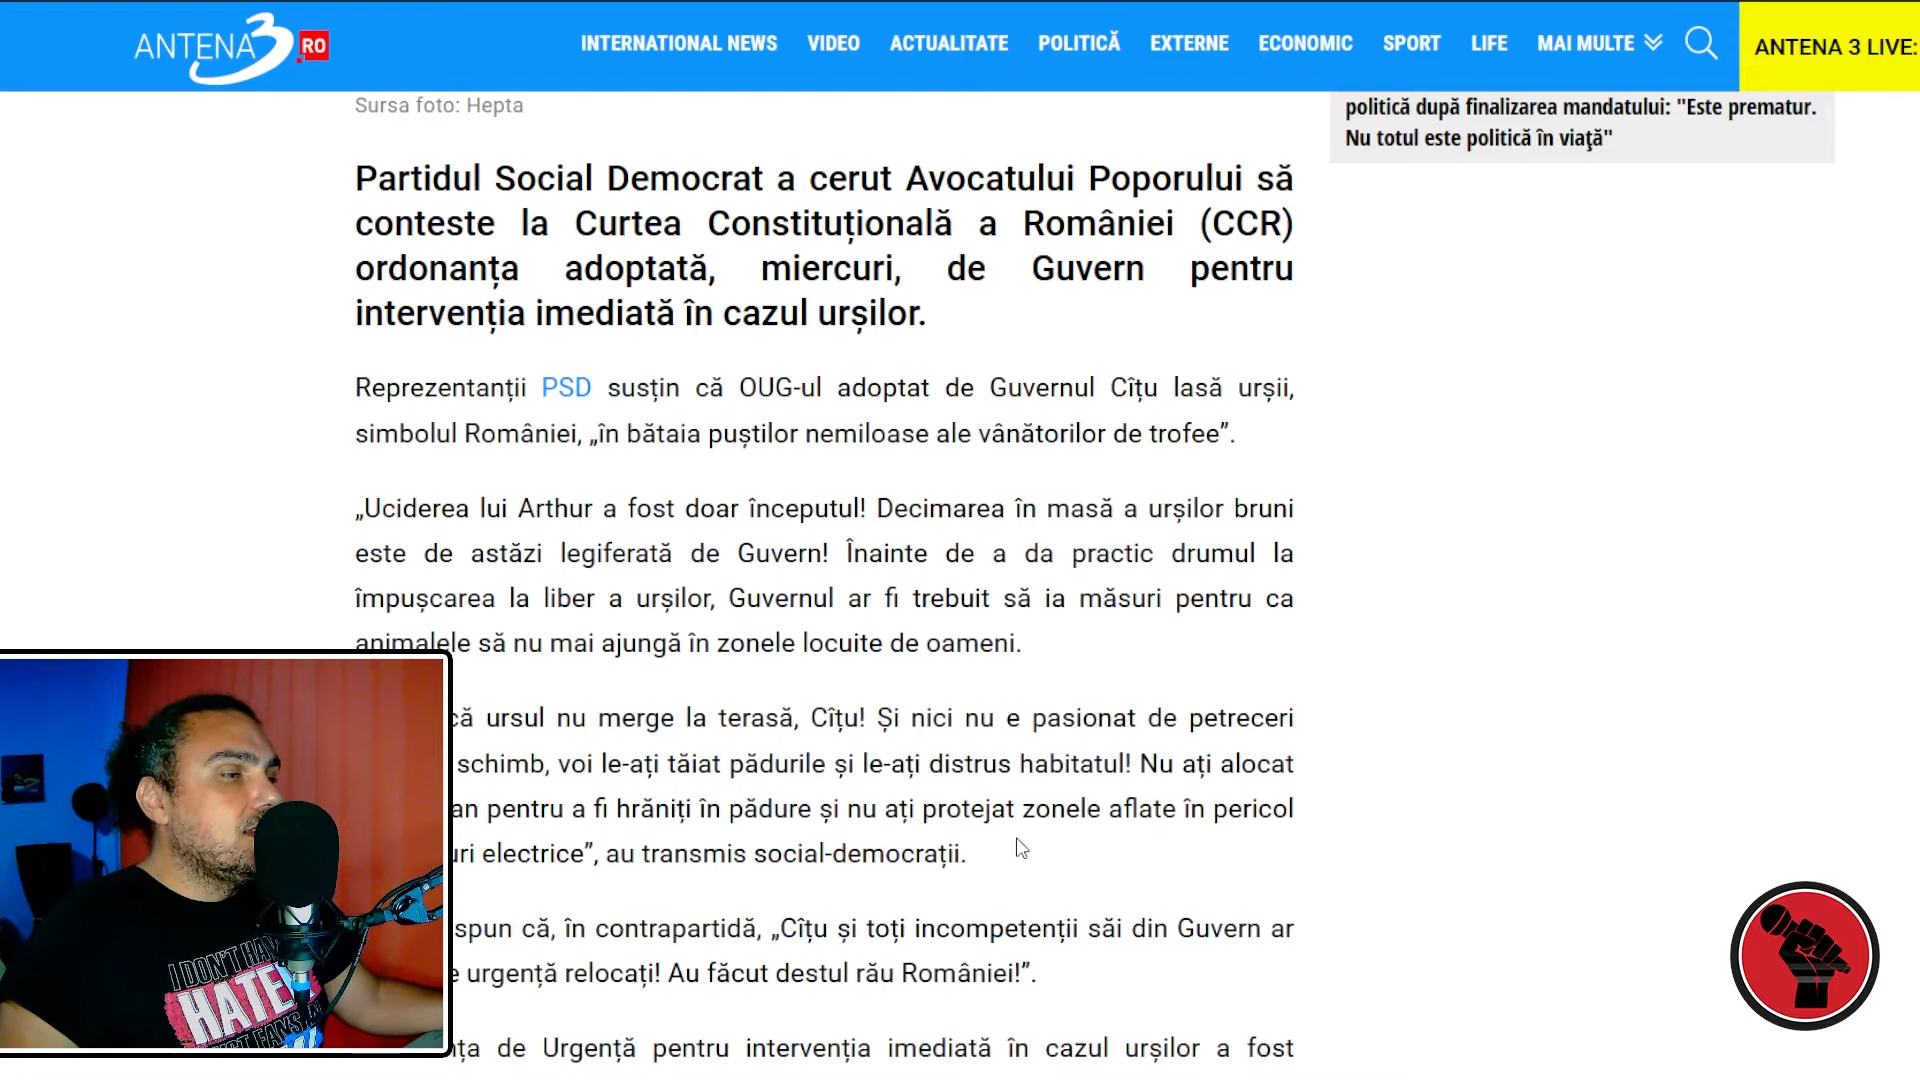 ANTENA 3 .RO
INTERNATIONAL NEWS VIDEO ACTUALITATE POLITICĂ EXTERNE ECONOMIC SPORT LIFE MAI MULTE
ANTENA 3 LIVE:
Sursa foto: Hepta
politică după finalizarea mandatului: "Este prematur.
Nu totul este politică în viaţă"
Partidul Social Democrat a cerut Avocatului Poporului să
conteste la Curtea Constituțională a României (CCR)
ordonanța adoptată, miercuri, de Guvern pentru
intervenția imediată în cazul urșilor.
Reprezentanții PSD susțin că OUG-ul adoptat de Guvernul Cîțu lasă urșii,
simbolul României, „în bătaia puștilor nemiloase ale vânătorilor de trofee”.
„Uciderea lui Arthur a fost doar începutul! Decimarea în masă a urșilor bruni
este de astăzi legiferată de Guvern! Înainte de a da practic drumul la
împușcarea la liber a urșilor, Guvernul ar fi trebuit să ia măsuri pentru ca
animalele să nu mai ajungă în zonele locuite de oameni.
că ursul nu merge la terasă, Cîțu! Și nici nu e pasionat de petreceri
schimb, voi le-ați tăiat pădurile și le-ați distrus habitatul! Nu ați alocat
an pentru a fi hrăniți în pădure și nu ați protejat zonele aflate în pericol
uri electrice”, au transmis social-democrații.
spun că, în contrapartidă, „Cîțu și toți incompetenții săi din Guvern ar
e urgență relocați! Au făcut destul rău României!”.
nța de Urgență pentru intervenția imediată în cazul urșilor a fost
I DON'T HA
HATE
FANS